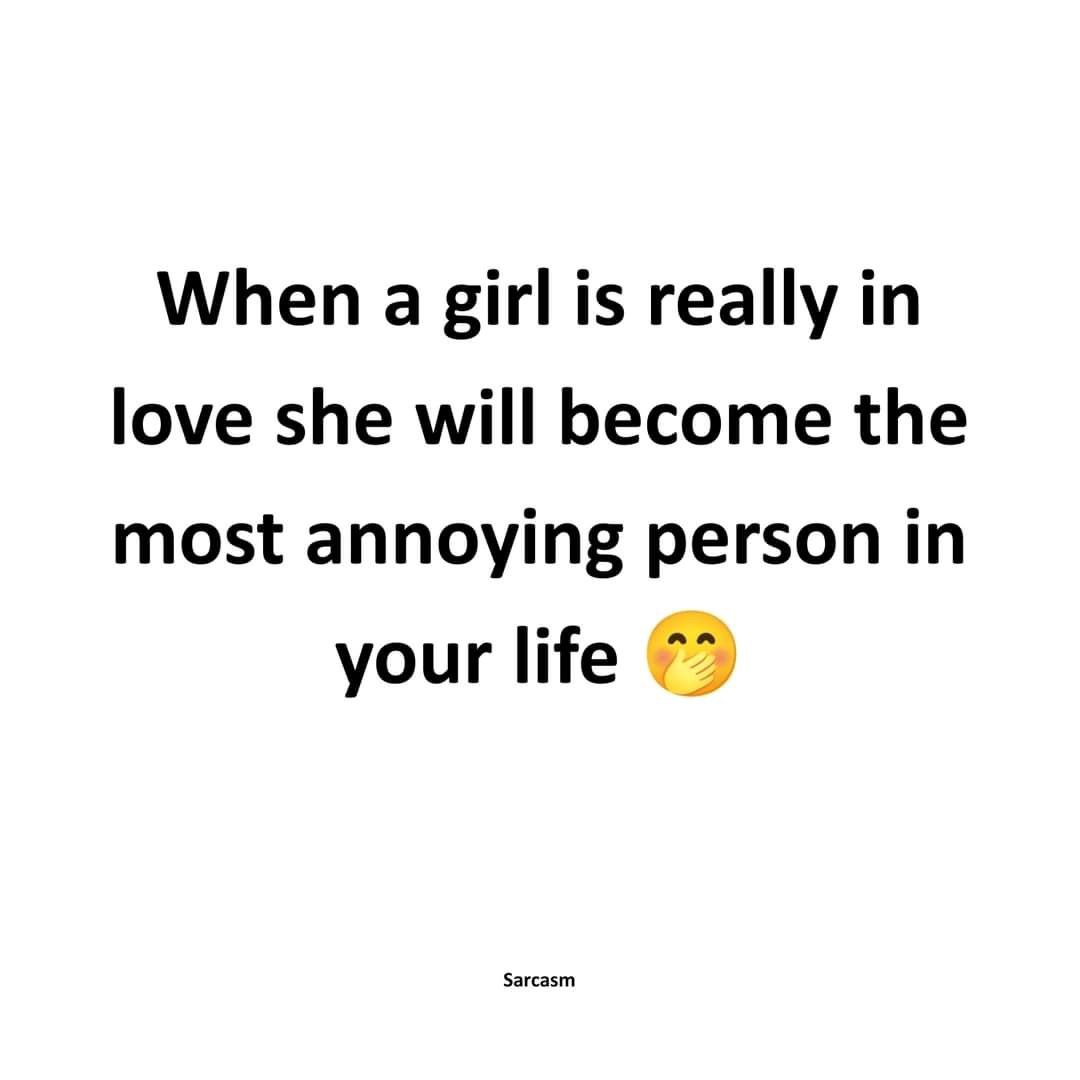 When a girl is really in
love she will become the
most annoying person in
your life 🤭
Sarcasm